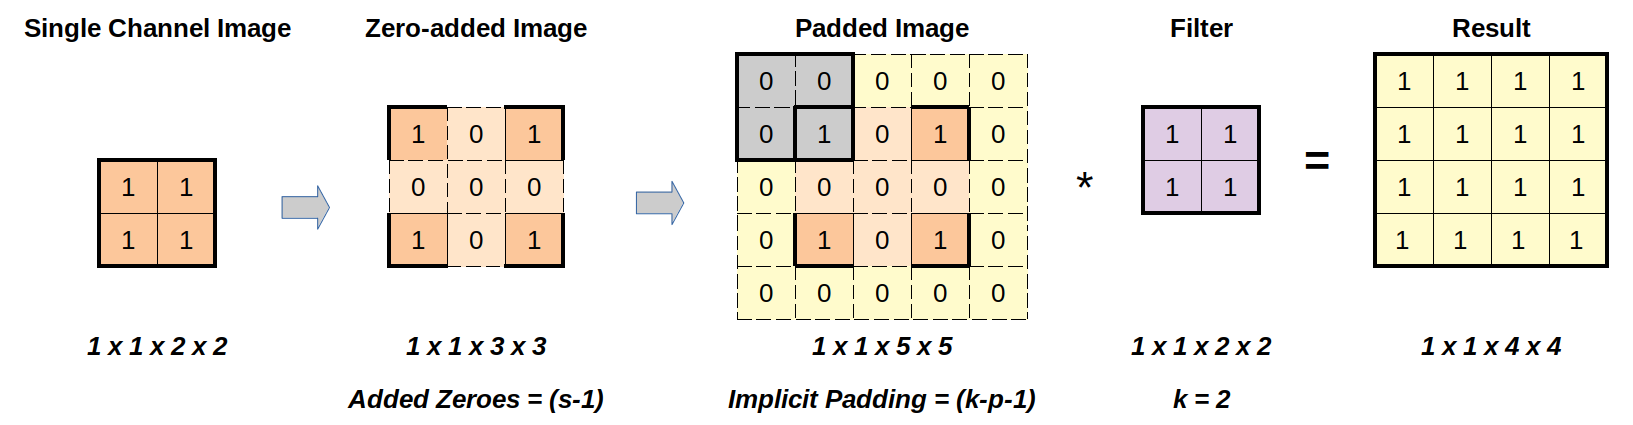 Single Channel Image Zero-added Image Padded Image Filter Result
0 0 0 0 0 1 1 1 1
1 0 1 0 1 0 1 0 1 1 1 1 1 1
1 1 0 0 0 0 0 0 0 0 * 1 1 = 1 1 1 1
1 1 1 0 1 0 1 0 1 0 1 1 1 1
0 0 0 0 0
1 x 1 x 2 x 2 1 x 1 x 3 x 3 1 x 1 x 5 x 5 1 x 1 x 2 x 2 1 x 1 x 4 x 4
Added Zeroes = (s-1) Implicit Padding = (k-p-1) k = 2